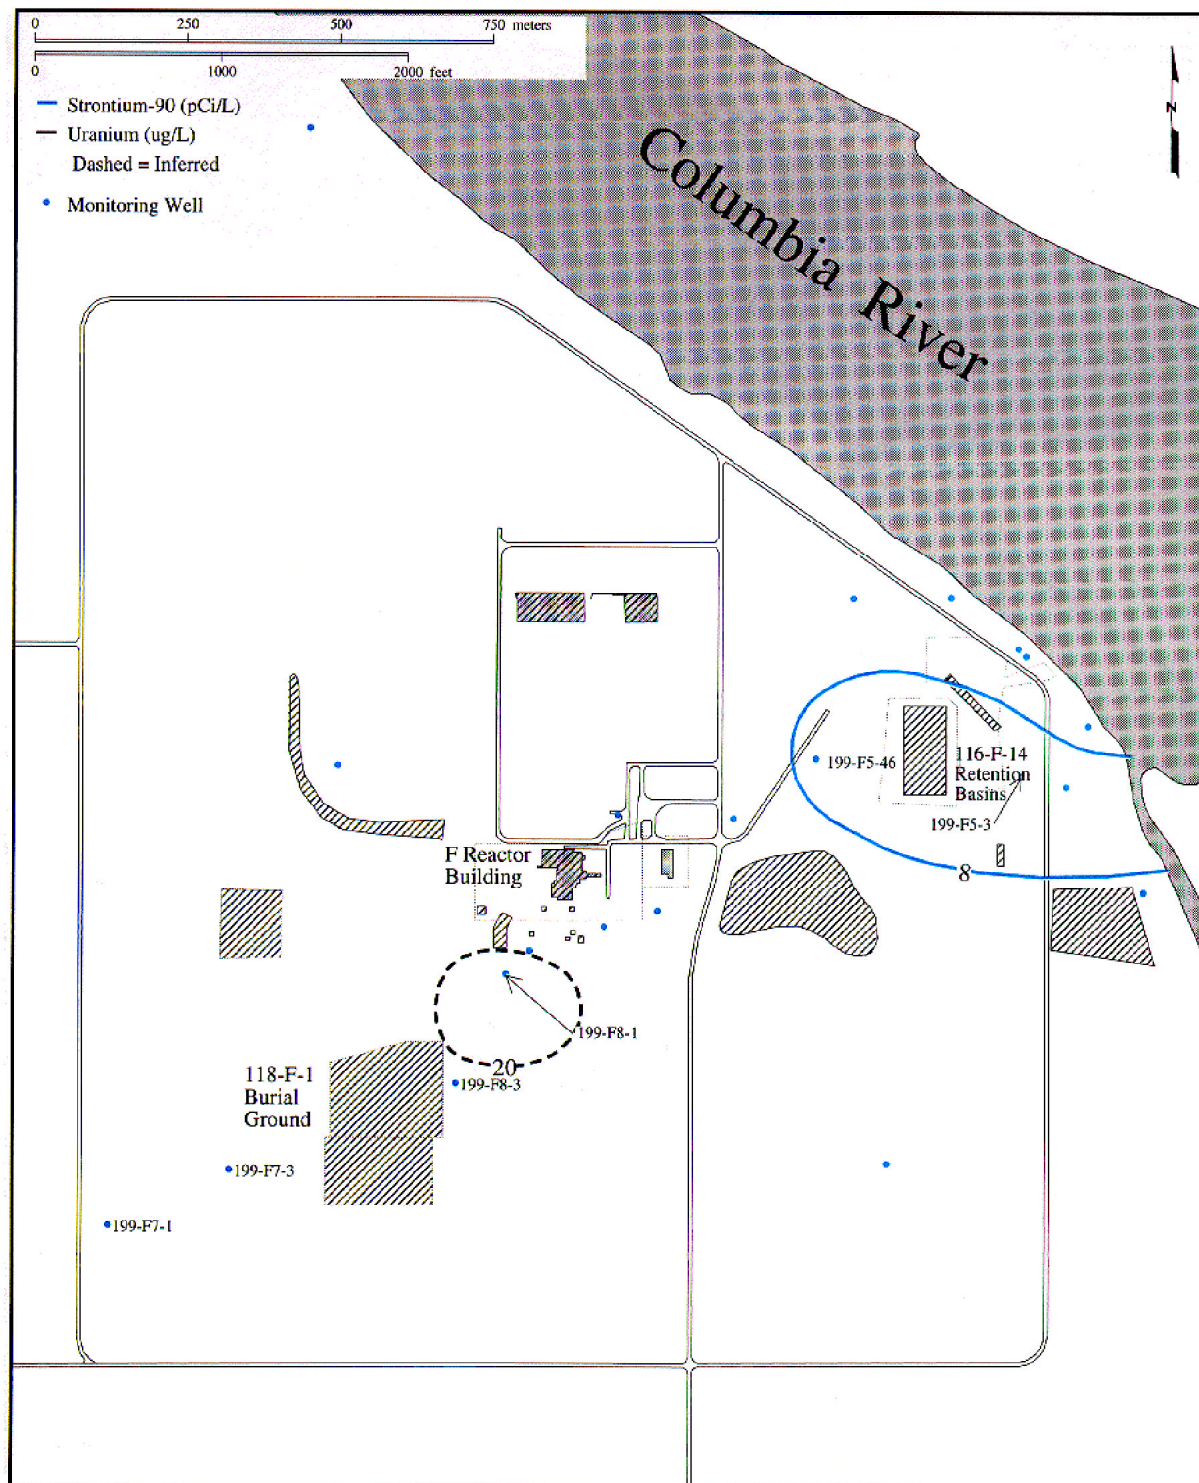 0 250 500 750 meters
0 1000 2000 feet
Strontium-90 (pCi/L)
Uranium (ug/L)
Dashed = Inferred
Monitoring Well
N
Columbia River
199-F5-46
116-F-14
Retention
Basins
199-F5-3
8
F Reactor
Building
199-F8-1
20
199-F8-3
118-F-1
Burial
Ground
199-F7-3
199-F7-1